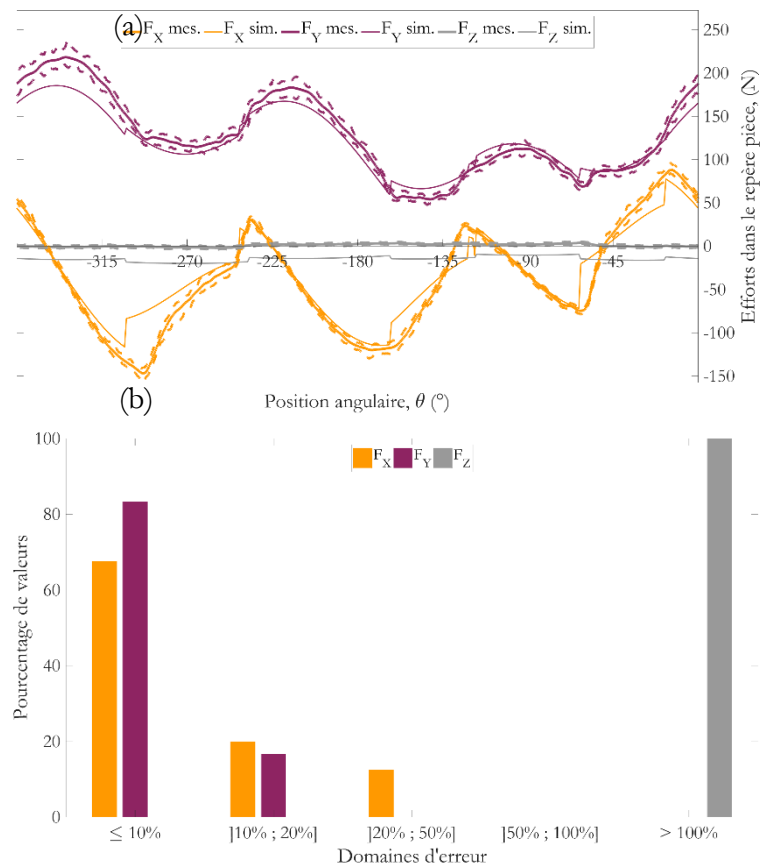 (a)
F_X mes. F_X sim. F_Y mes. F_Y sim. F_Z mes. F_Z sim.
250
200
150
100
50
0
-50
-100
-150
Efforts dans le repère pièce, (N)
-315 -270 -225 -180 -135 -90 -45
Position angulaire, θ (°)
(b)
F_X F_Y F_Z
100
80
60
40
20
0
Pourcentage de valeurs
≤ 10% ]10% ; 20%] ]20% ; 50%] ]50% ; 100%] > 100%
Domaines d'erreur